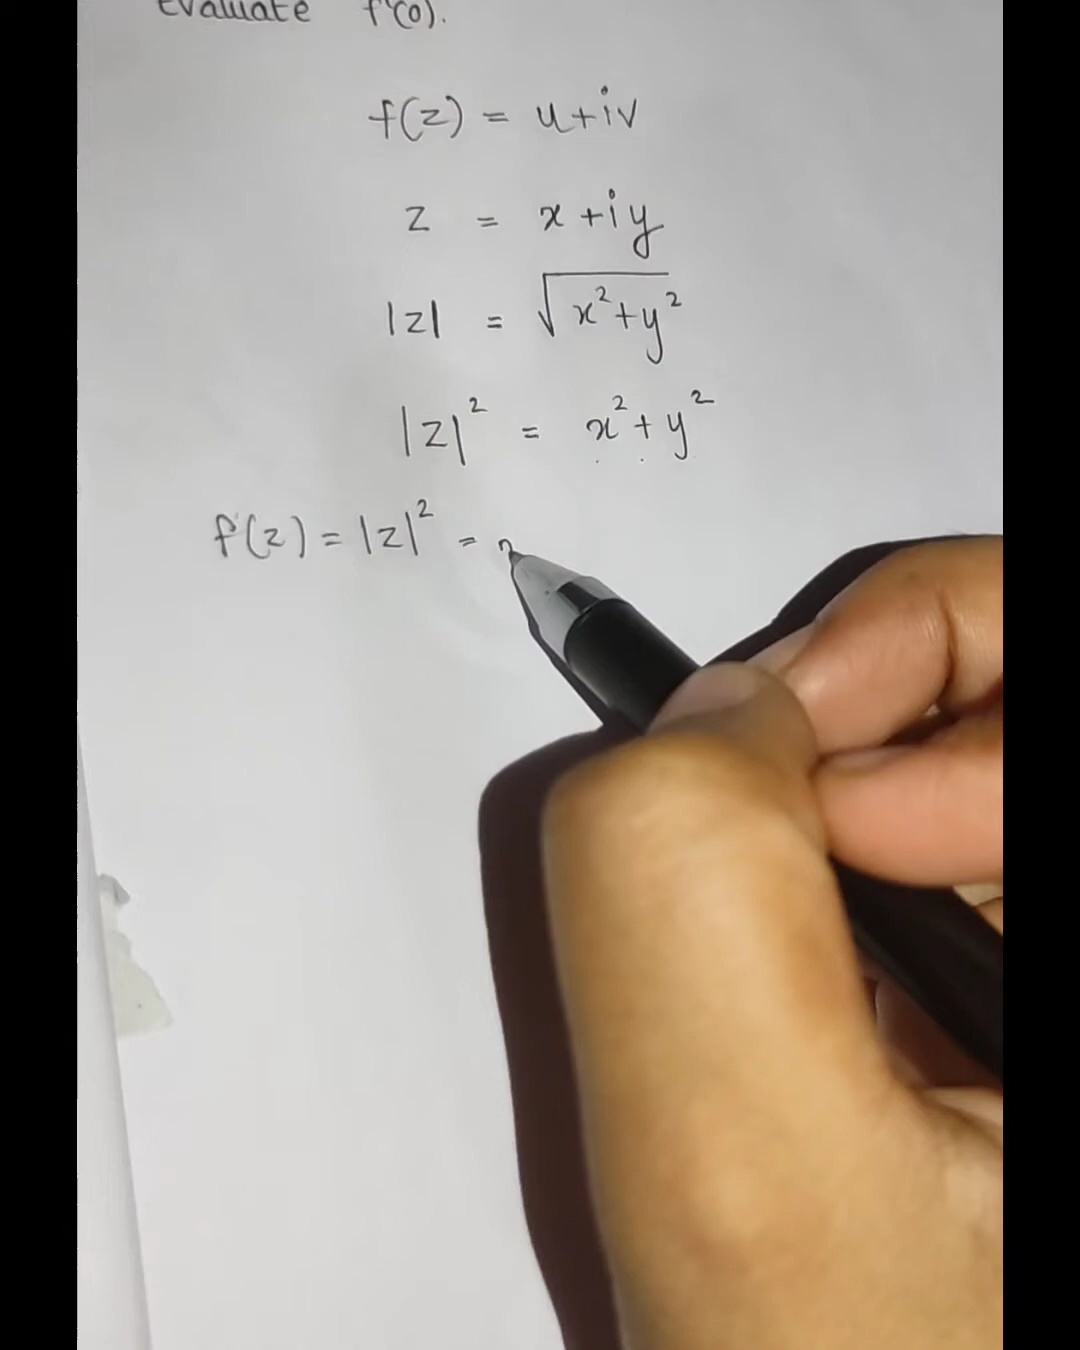 Evaluate f'(0).
f(z) = u+iv
z = x+iy
|z| = √x²+y²
|z|² = x²+y²
f(z) = |z|² =